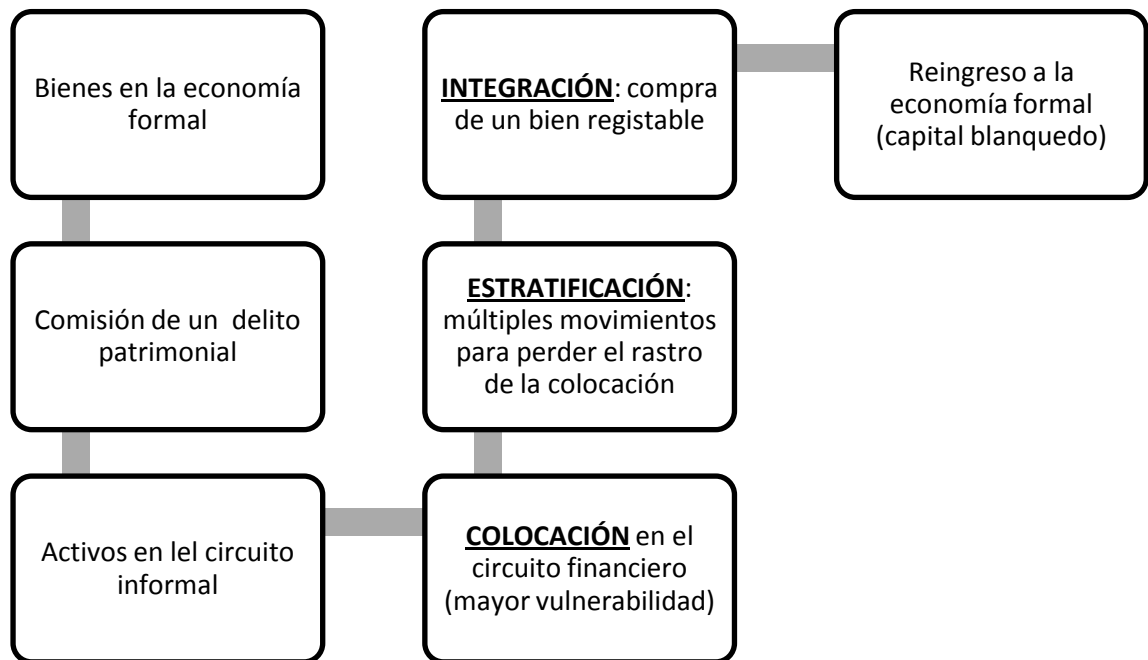 Bienes en la economía
formal
Comisión de un delito
patrimonial
Activos en lel circuito
informal
COLOCACIÓN en el
circuito financiero
(mayor vulnerabilidad)
ESTRATIFICACIÓN:
múltiples movimientos
para perder el rastro
de la colocación
INTEGRACIÓN: compra
de un bien registable
Reingreso a la
economía formal
(capital blanquedo)